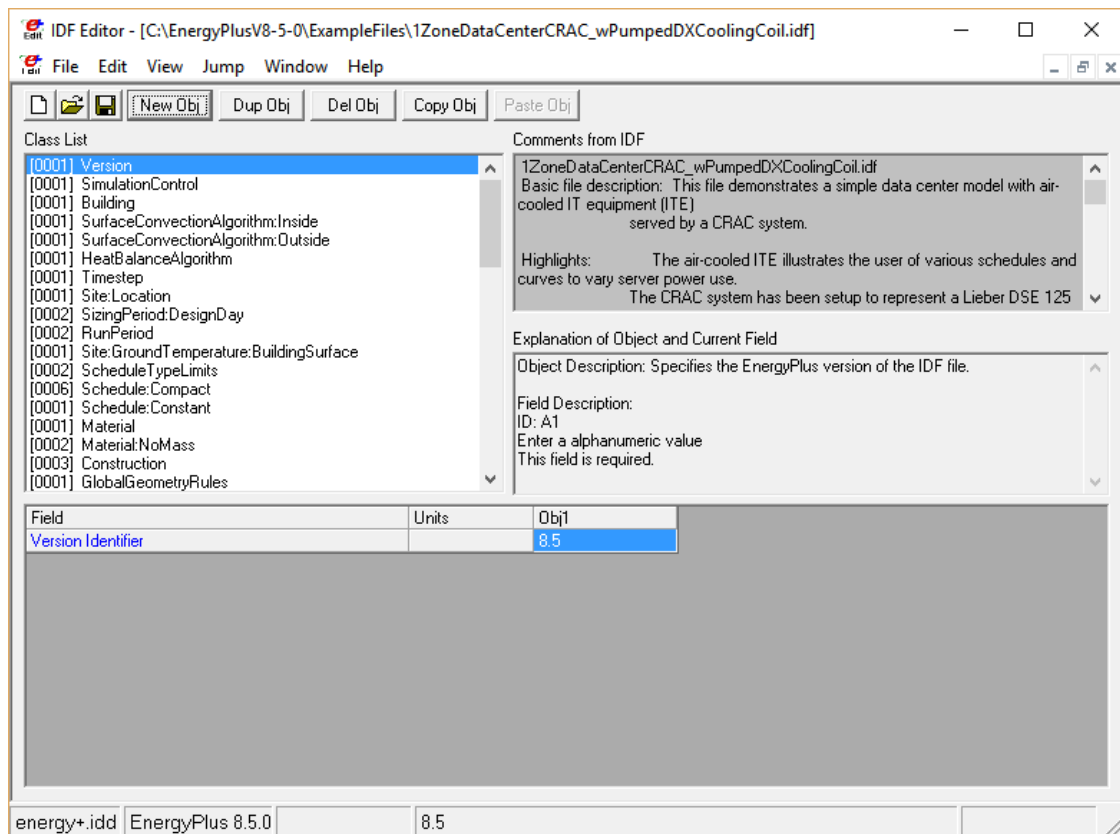 IDF Editor - [C:\EnergyPlusV8-5-0\ExampleFiles\1ZoneDataCenterCRAC_wPumpedDXCoolingCoil.idf]
File Edit View Jump Window Help
New Obj Dup Obj Del Obj Copy Obj Paste Obj
Class List
[0001] Version
[0001] SimulationControl
[0001] Building
[0001] SurfaceConvectionAlgorithm:Inside
[0001] SurfaceConvectionAlgorithm:Outside
[0001] HeatBalanceAlgorithm
[0001] Timestep
[0001] Site:Location
[0002] SizingPeriod:DesignDay
[0002] RunPeriod
[0001] Site:GroundTemperature:BuildingSurface
[0002] ScheduleTypeLimits
[0006] Schedule:Compact
[0001] Schedule:Constant
[0001] Material
[0002] Material:NoMass
[0003] Construction
[0001] GlobalGeometryRules
Comments from IDF
1ZoneDataCenterCRAC_wPumpedDXCoolingCoil.idf
Basic file description: This file demonstrates a simple data center model with air-
cooled IT equipment (ITE)
served by a CRAC system.
Highlights: The air-cooled ITE illustrates the user of various schedules and
curves to vary server power use.
The CRAC system has been setup to represent a Lieber DSE 125
Explanation of Object and Current Field
Object Description: Specifies the EnergyPlus version of the IDF file.
Field Description:
ID: A1
Enter a alphanumeric value
This field is required.
Field Units Obj1
Version Identifier 8.5
energy+.idd EnergyPlus 8.5.0 8.5